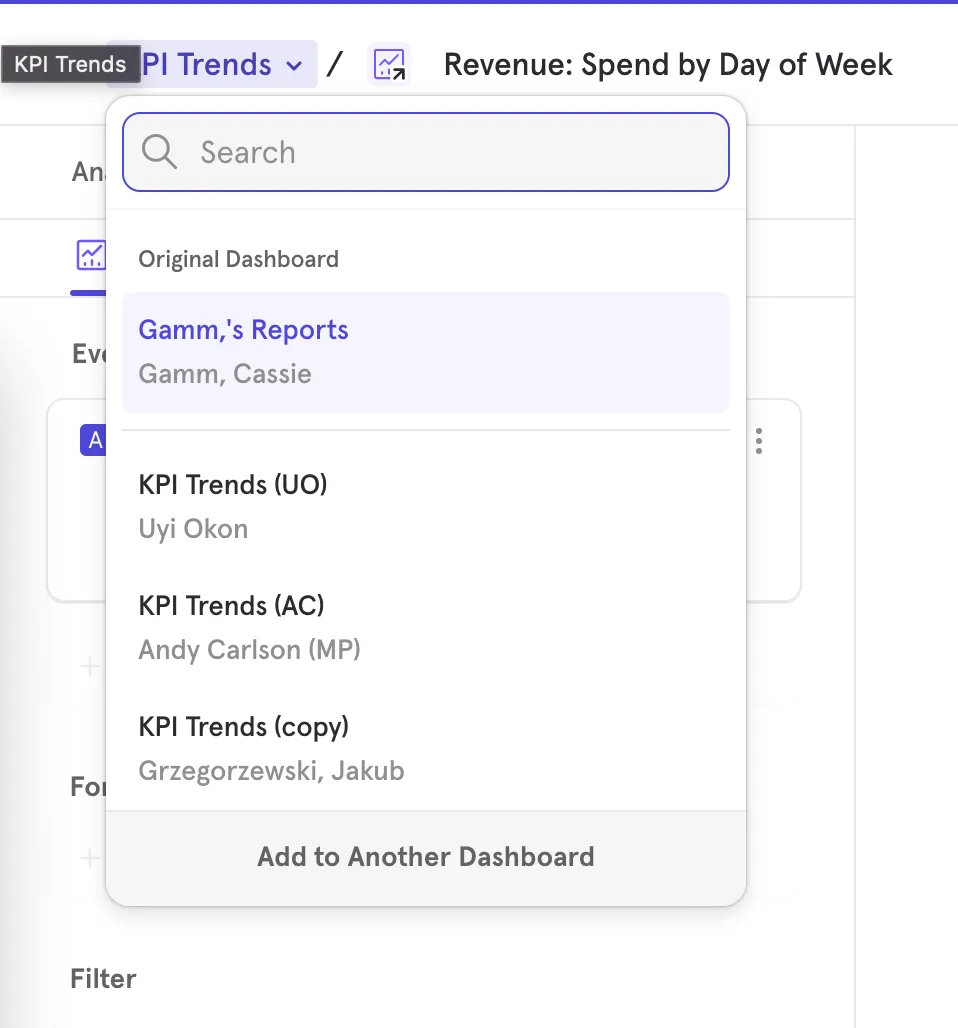 KPI Trends
PI Trends / Revenue: Spend by Day of Week
Search
Ana
Original Dashboard
Gamm,'s Reports
Gamm, Cassie
Eve
A
KPI Trends (UO)
Uyi Okon
KPI Trends (AC)
Andy Carlson (MP)
KPI Trends (copy)
Grzegorzewski, Jakub
For
Add to Another Dashboard
Filter